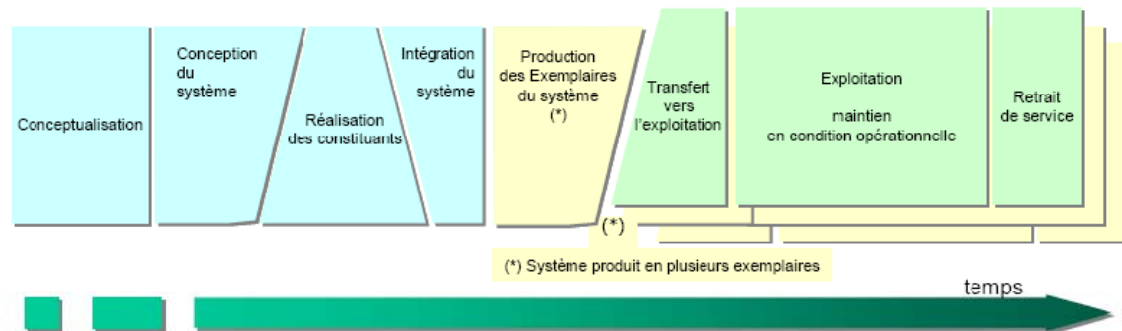 Conceptualisation
Conception
du
système
Réalisation
des constituants
Intégration
du
système
Production
des Exemplaires
du système
(*)
Transfert
vers
l'exploitation
Exploitation
maintien
en condition opérationnelle
Retrait
de service
(*)
(*) Système produit en plusieurs exemplaires
temps